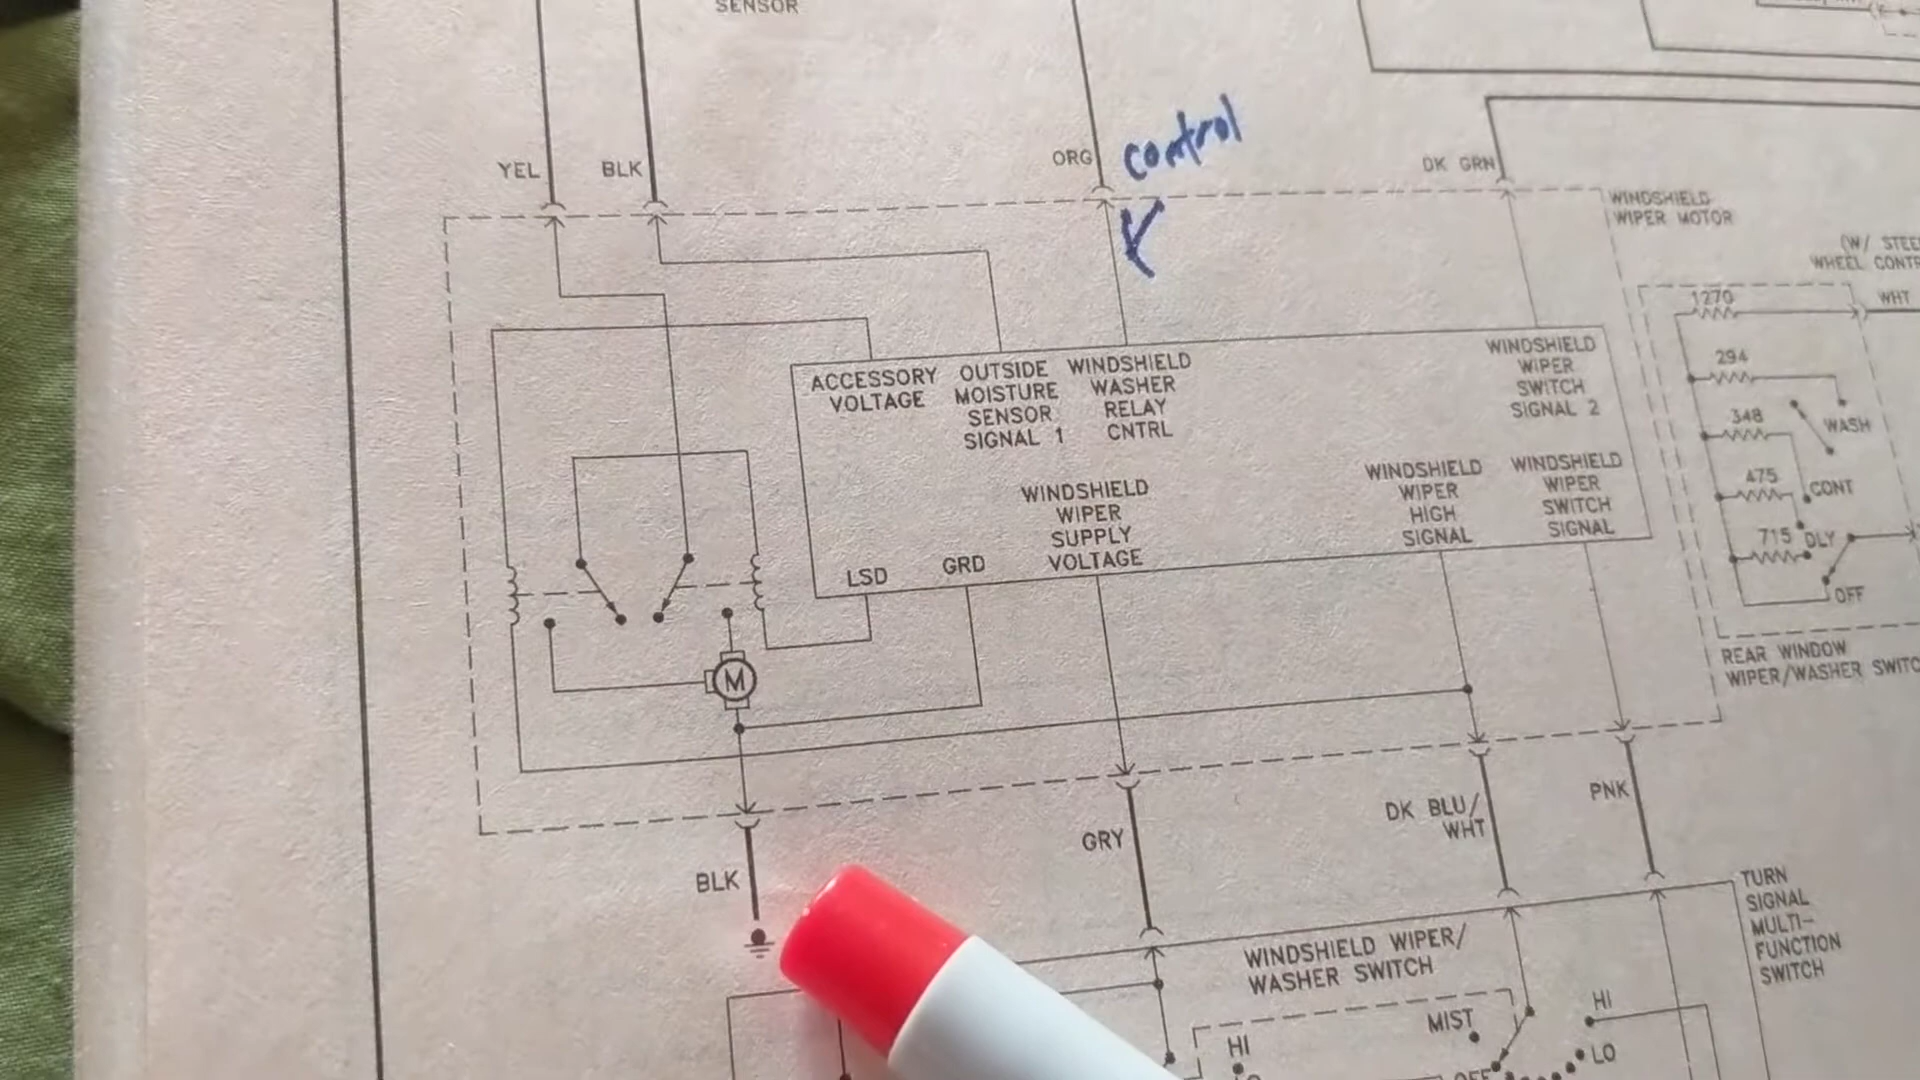 SENSOR
YEL
BLK
ORG
control
DK GRN
WINDSHIELD
WIPER MOTOR
(W/ STEE
WHEEL CONTR
WHT
1270
294
348
475
715
WASH
CONT
DLY
OFF
REAR WINDOW
WIPER/WASHER SWITC
ACCESSORY
VOLTAGE
OUTSIDE
MOISTURE
SENSOR
SIGNAL 1
WINDSHIELD
WASHER
RELAY
CNTRL
WINDSHIELD
WIPER
SWITCH
SIGNAL 2
LSD
GRD
WINDSHIELD
WIPER
SUPPLY
VOLTAGE
WINDSHIELD
WIPER
HIGH
SIGNAL
WINDSHIELD
WIPER
SWITCH
SIGNAL
M
BLK
GRY
DK BLU/
WHT
PNK
WINDSHIELD WIPER/
WASHER SWITCH
TURN
SIGNAL
MULTI-
FUNCTION
SWITCH
MIST
HI
LO
OFF
HI